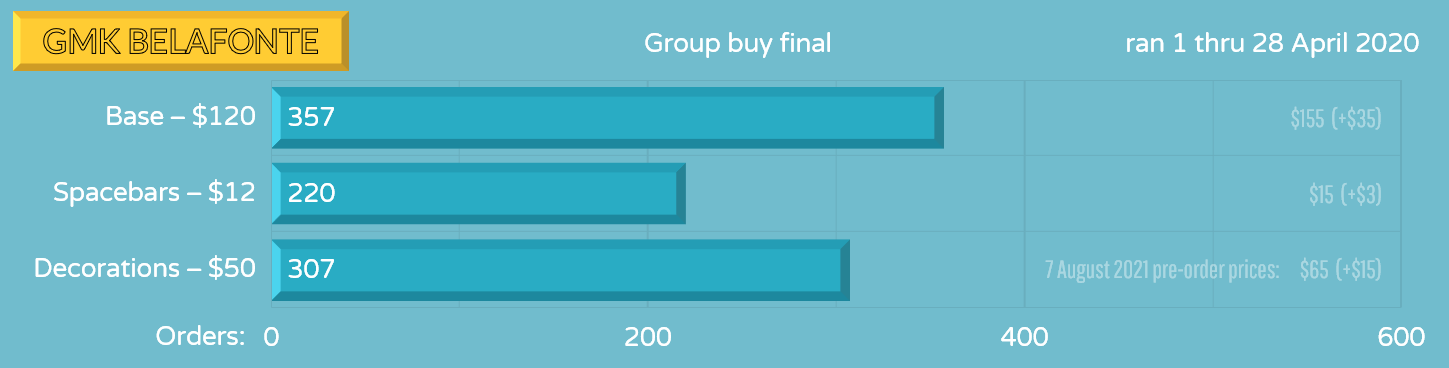 GMK BELAFONTE
Group buy final
ran 1 thru 28 April 2020
Base – $120
357
$155 (+$35)
Spacebars – $12
220
$15 (+$3)
Decorations – $50
307
7 August 2021 pre-order prices: $65 (+$15)
Orders: 0 200 400 600